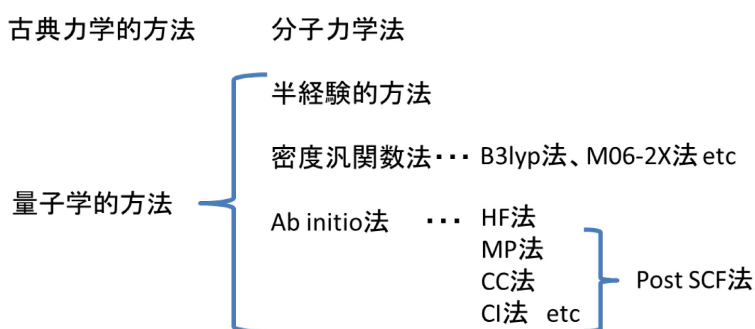 古典力学的方法 分子力学法
半経験的方法
密度汎関数法・・・ B3lyp法、M06-2X法 etc
量子学的方法
Ab initio法 ・・・ HF法
MP法
CC法
Post SCF法
CI法 etc